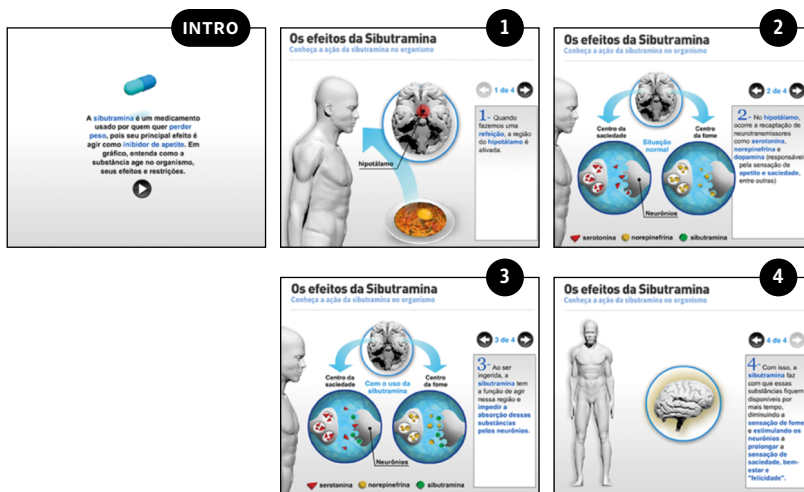 INTRO
A sibutramina é um medicamento
usado por quem quer perder
peso, pois seu principal efeito é
agir como inibidor de apetite. Em
gráfico, entenda como a
substância age no organismo,
seus efeitos e restrições.
1
Os efeitos da Sibutramina
Conheça a ação da sibutramina no organismo
1 de 4
hipotálamo
1- Quando
fazemos uma
refeição, a região
do hipotálamo é
ativada.
2
Os efeitos da Sibutramina
Conheça a ação da sibutramina no organismo
2 de 4
Centro da
saciedade
Situação
normal
Centro
da fome
Neurônios
serotonina norepinefrina sibutramina
2- No hipotálamo,
ocorre a recaptação de
neurotransmissores
como serotonina,
norepinefrina e
dopamina (responsávei
pela sensação de
apetite e saciedade,
entre outras)
3
Os efeitos da Sibutramina
Conheça a ação da sibutramina no organismo
3 de 4
Centro da
saciedade
Com o uso da
sibutramina
Centro
da fome
Neurônios
serotonina norepinefrina sibutramina
3- Ao ser
ingerida, a
sibutramina tem
a função de agir
nessa região e
impedir a
absorção dessas
substâncias
pelos neurônios.
4
Os efeitos da Sibutramina
Conheça a ação da sibutramina no organismo
4 de 4
4- Com isso, a
sibutramina faz
com que essas
substâncias fiquem
disponíveis por
mais tempo,
diminuindo a
sensação de fome
e estimulando os
neurônios a
prolongar a
sensação de
saciedade, bem-
estar e
"felicidade".